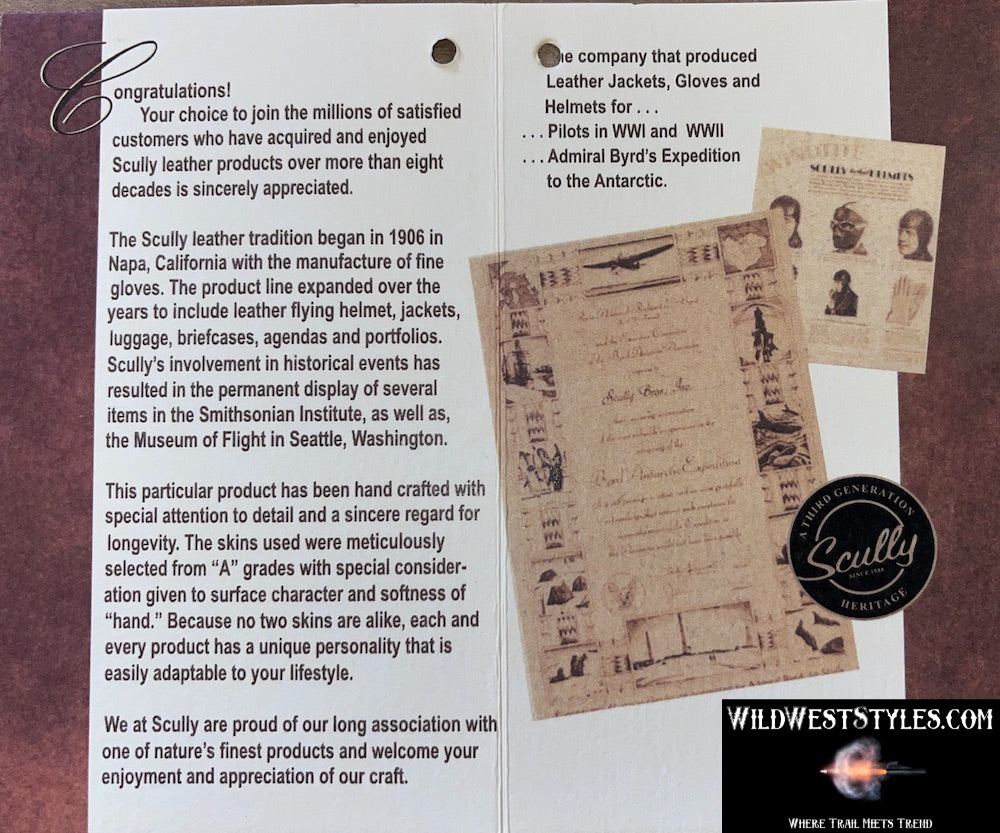 Congratulations!
Your choice to join the millions of satisfied
customers who have acquired and enjoyed
Scully leather products over more than eight
decades is sincerely appreciated.
The Scully leather tradition began in 1906 in
Napa, California with the manufacture of fine
gloves. The product line expanded over the
years to include leather flying helmet, jackets,
luggage, briefcases, agendas and portfolios.
Scully's involvement in historical events has
resulted in the permanent display of several
items in the Smithsonian Institute, as well as,
the Museum of Flight in Seattle, Washington.
This particular product has been hand crafted with
special attention to detail and a sincere regard for
longevity. The skins used were meticulously
selected from “A” grades with special consider-
ation given to surface character and softness of
“hand.” Because no two skins are alike, each and
every product has a unique personality that is
easily adaptable to your lifestyle.
We at Scully are proud of our long association with
one of nature's finest products and welcome your
enjoyment and appreciation of our craft.
he company that produced
Leather Jackets, Gloves and
Helmets for . . .
. . . Pilots in WWI and WWII
. . . Admiral Byrd's Expedition
to the Antarctic.
SCULLY HELMETS
Scully Bros., Inc.
Byrd Antarctic Expedition
A THIRD GENERATION
Scully
SINCE 1906
HERITAGE
WILDWESTSTYLES.COM
WHERE TRAIL MEETS TREND